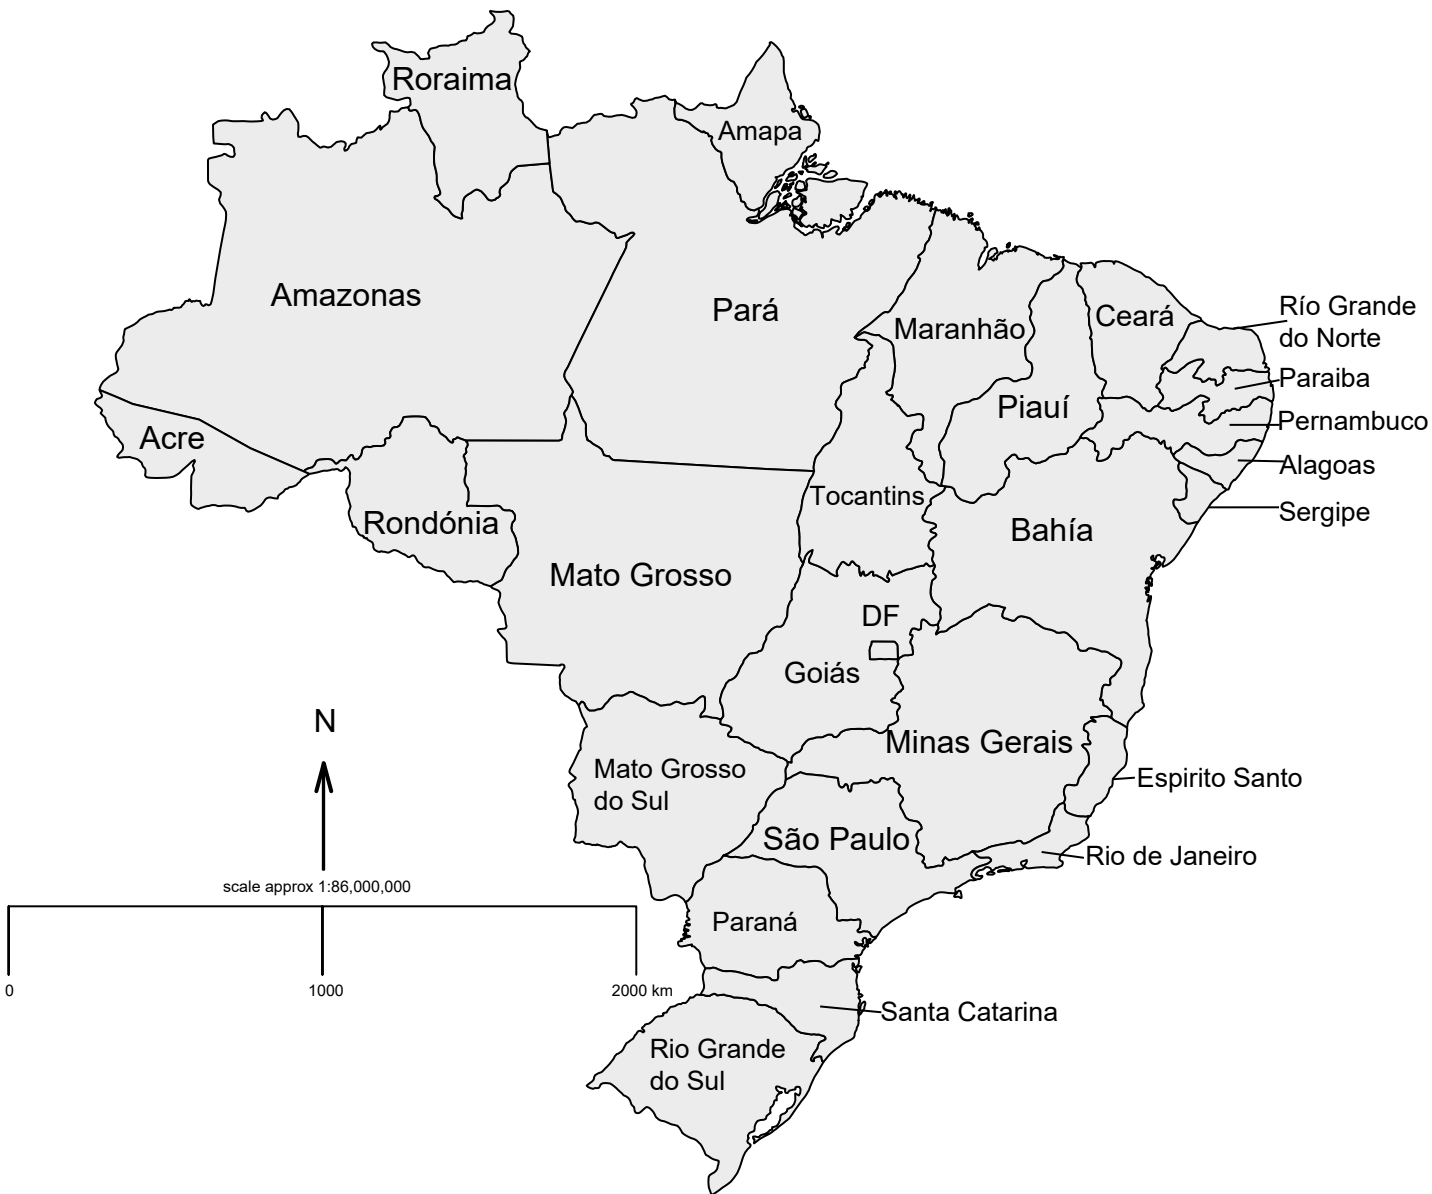 Roraima
Amapa
Amazonas
Pará
Maranhão
Ceará
Río Grande
do Norte
Paraiba
Piauí
Pernambuco
Acre
Alagoas
Tocantins
Sergipe
Rondónia
Bahía
Mato Grosso
DF
Goiás
N
Minas Gerais
Mato Grosso
do Sul
Espirito Santo
São Paulo
Rio de Janeiro
scale approx 1:86,000,000
Paraná
0
1000
2000 km
Santa Catarina
Rio Grande
do Sul